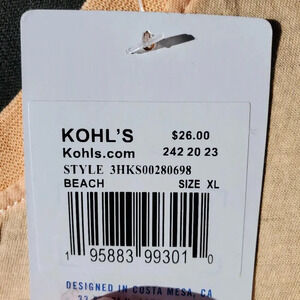 KOHL'S $26.00
Kohls.com 242 20 23
STYLE 3HKS00280698
BEACH SIZE XL
1 95883 99301 0
DESIGNED IN COSTA MESA, CA